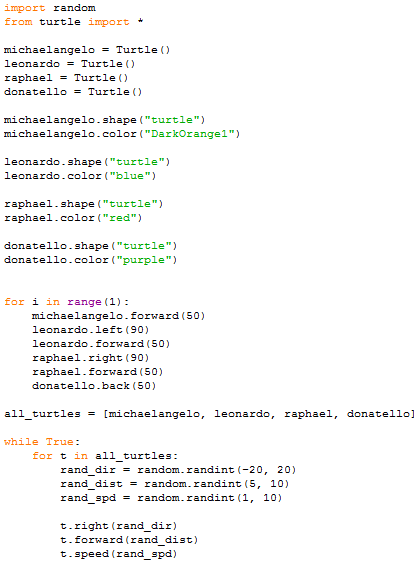 import random
from turtle import *

michaelangelo = Turtle()
leonardo = Turtle()
raphael = Turtle()
donatello = Turtle()

michaelangelo.shape("turtle")
michaelangelo.color("DarkOrange1")

leonardo.shape("turtle")
leonardo.color("blue")

raphael.shape("turtle")
raphael.color("red")

donatello.shape("turtle")
donatello.color("purple")


for i in range(1):
    michaelangelo.forward(50)
    leonardo.left(90)
    leonardo.forward(50)
    raphael.right(90)
    raphael.forward(50)
    donatello.back(50)

all_turtles = [michaelangelo, leonardo, raphael, donatello]

while True:
    for t in all_turtles:
        rand_dir = random.randint(-20, 20)
        rand_dist = random.randint(5, 10)
        rand_spd = random.randint(1, 10)

        t.right(rand_dir)
        t.forward(rand_dist)
        t.speed(rand_spd)